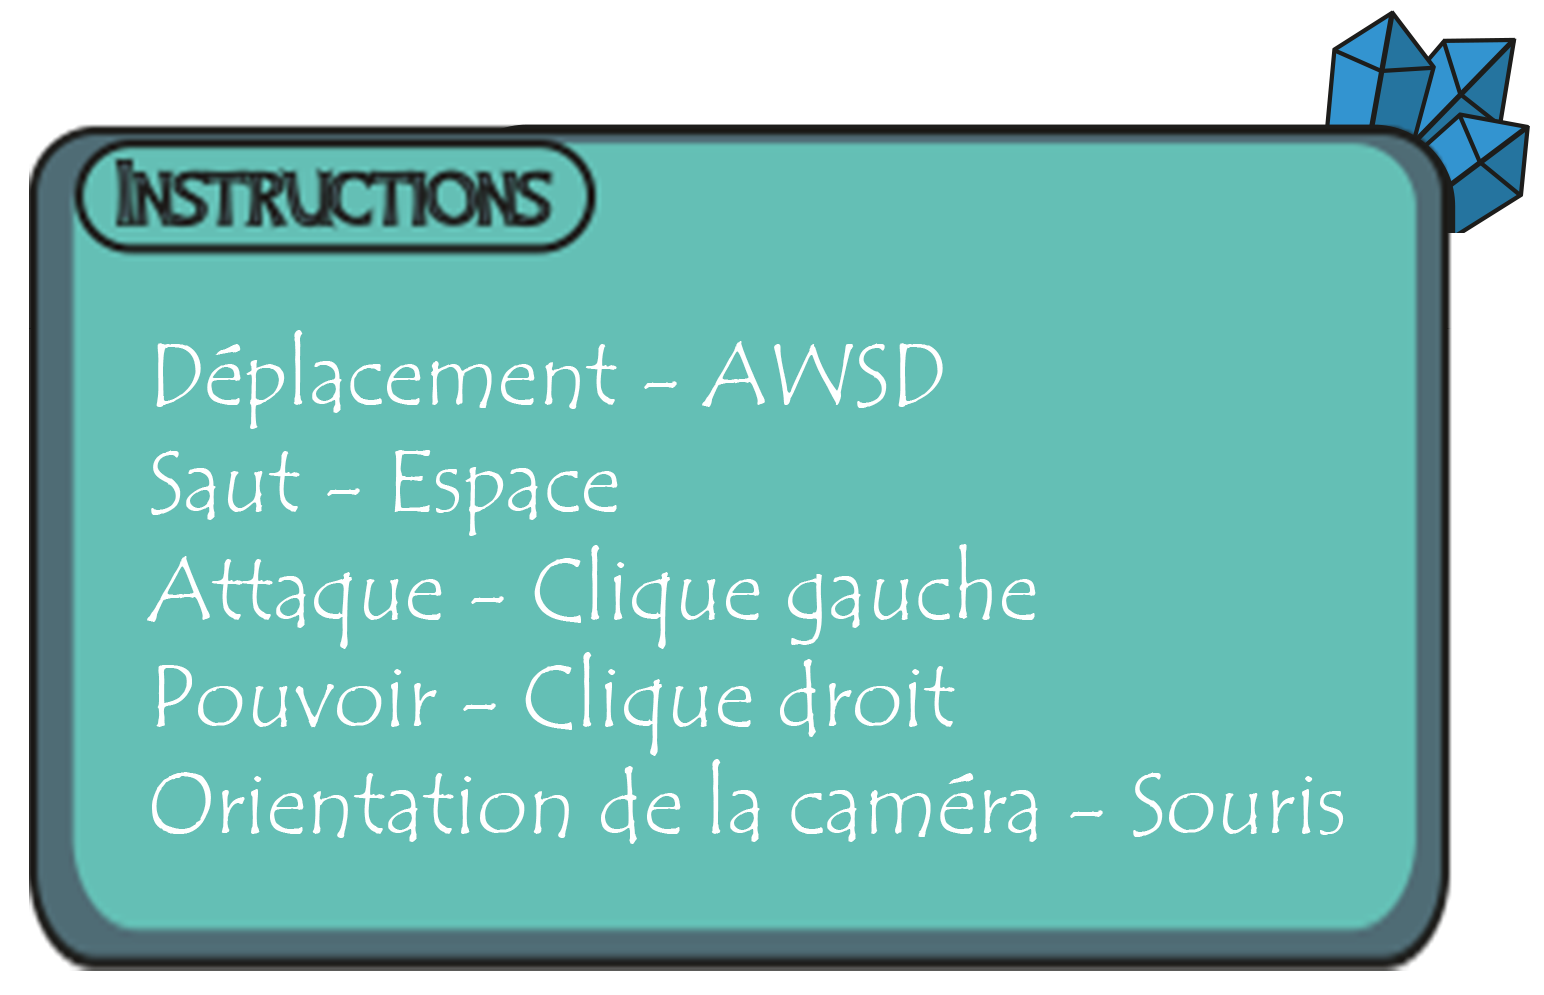 INSTRUCTIONS
Déplacement - AWSD
Saut - Espace
Attaque - Clique gauche
Pouvoir - Clique droit
Orientation de la caméra - Souris